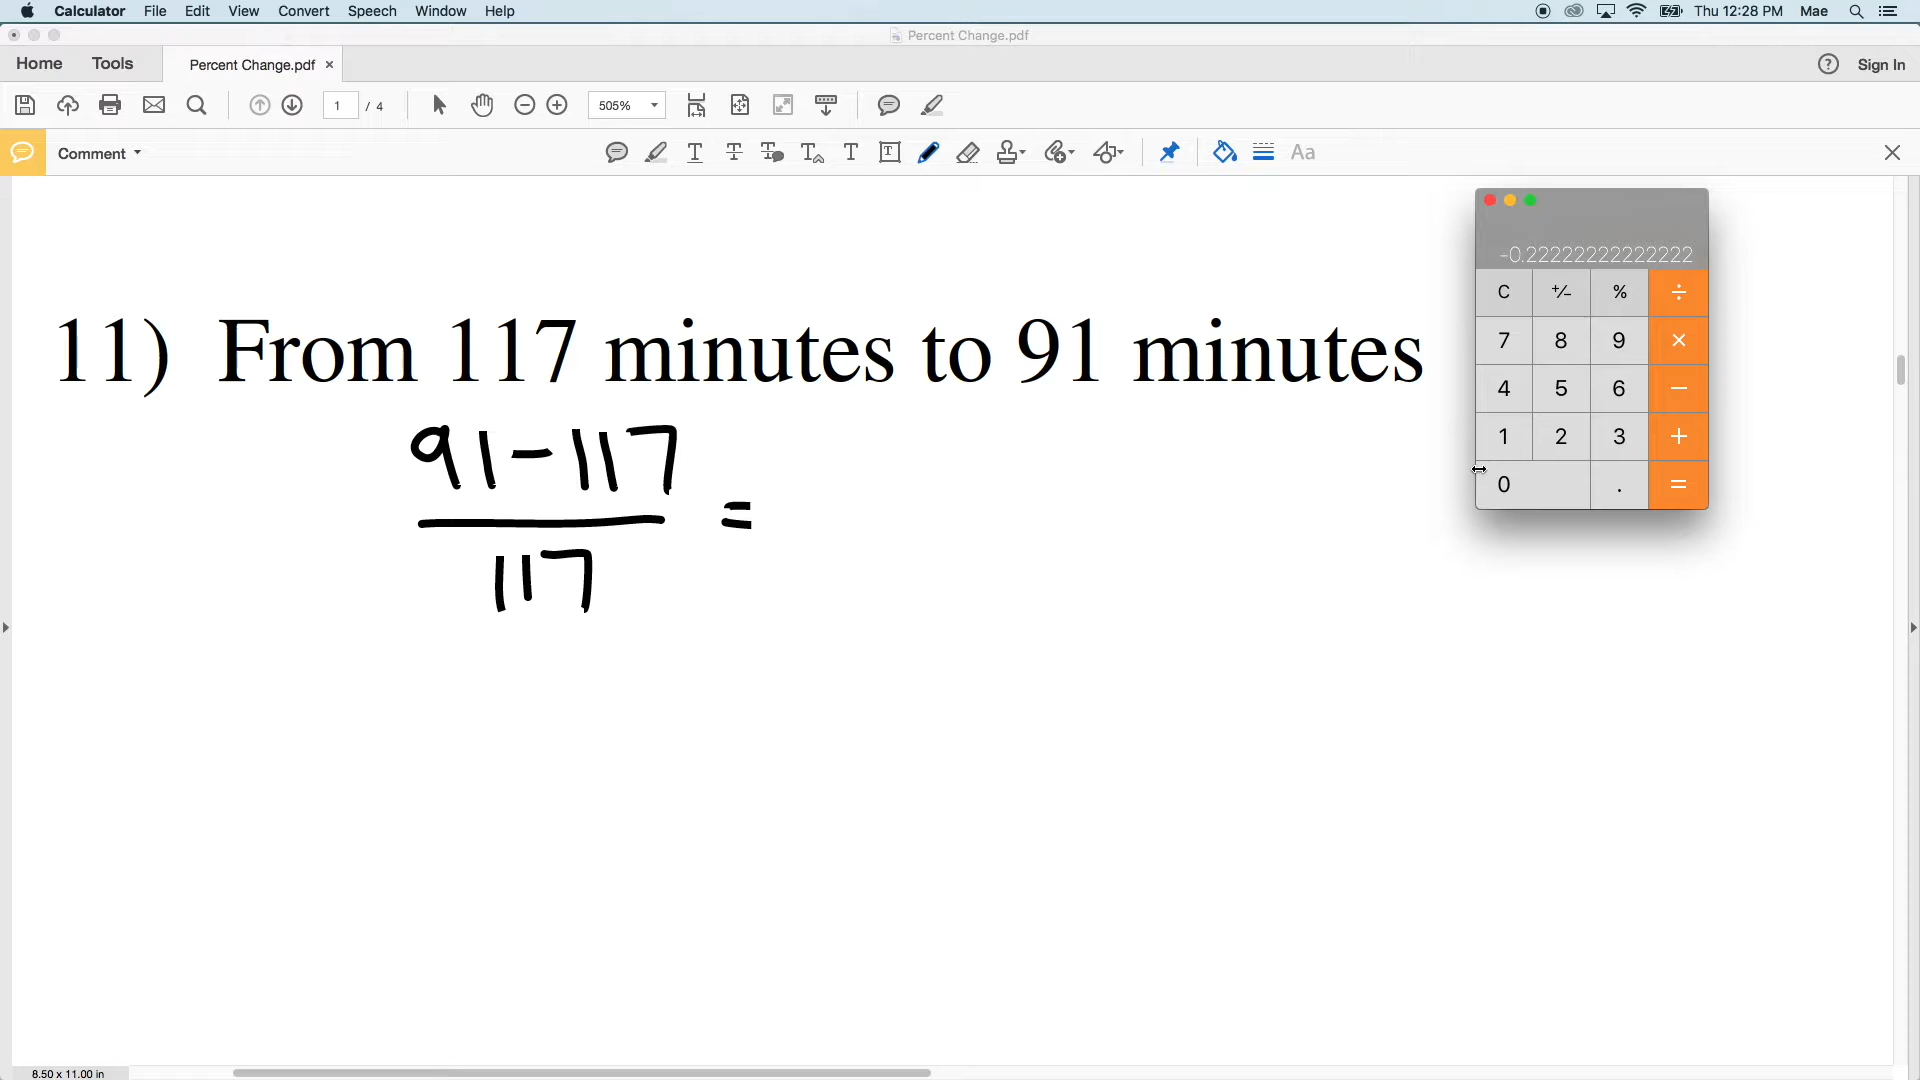 Calculator File Edit View Convert Speech Window Help Thu 12:28 PM Mae
Percent Change.pdf
Home Tools Percent Change.pdf × ? Sign In
1 / 4 505%
Comment T T T T T T Aa
-0.22222222222222
C +/− % ÷
7 8 9 ×
4 5 6 −
1 2 3 +
0 . =
11) From 117 minutes to 91 minutes
91-117
=
117
8.50 x 11.00 in